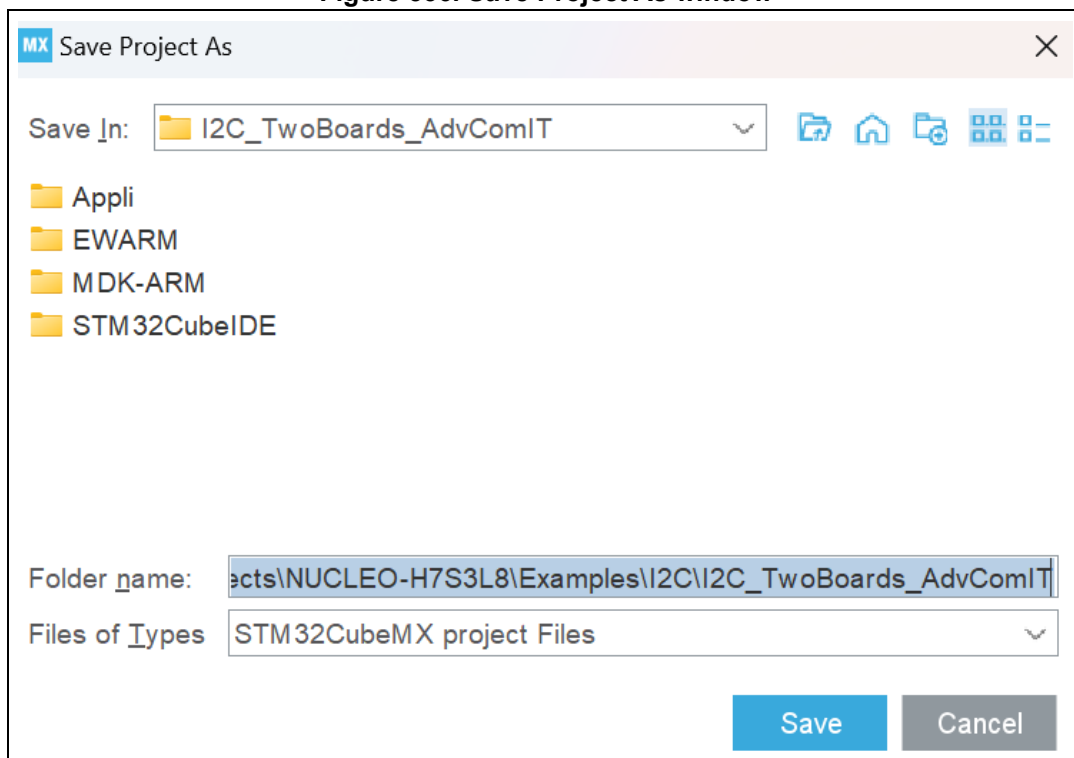 MX Save Project As
Save In: I2C_TwoBoards_AdvComIT
Appli
EWARM
MDK-ARM
STM32CubeIDE
Folder name: ects\NUCLEO-H7S3L8\Examples\I2C\I2C_TwoBoards_AdvComIT
Files of Types STM32CubeMX project Files
Save Cancel